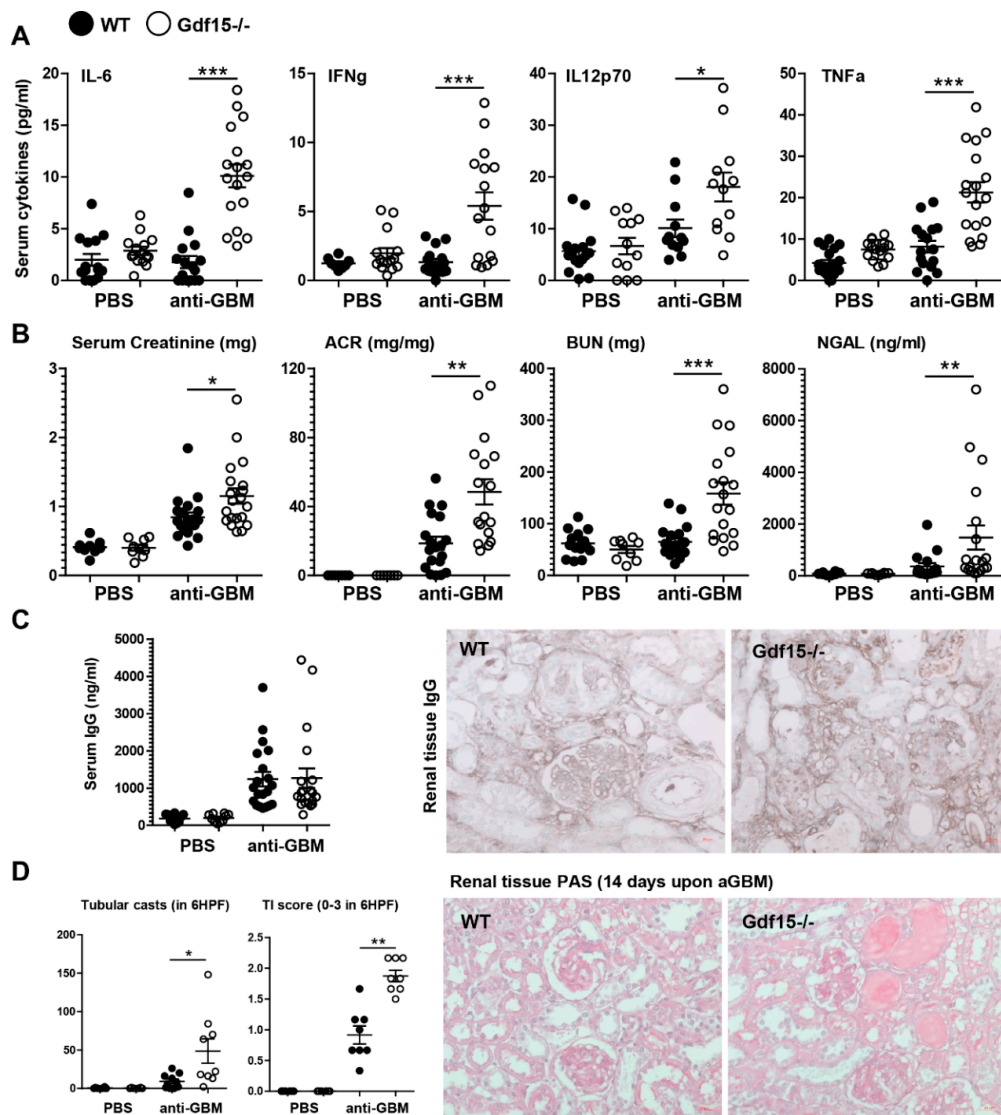 WT Gdf15-/-
A
IL-6 *** IFNg *** IL12p70 * TNFa ***
Serum cytokines (pg/ml)
20 15 10 5 0
15 10 5 0
40 30 20 10 0
50 40 30 20 10 0
PBS anti-GBM PBS anti-GBM PBS anti-GBM PBS anti-GBM
B
Serum Creatinine (mg) ACR (mg/mg) BUN (mg) NGAL (ng/ml)
* ** *** **
3 2 1 0
120 80 40 0
400 300 200 100 0
8000 6000 4000 2000 0
PBS anti-GBM PBS anti-GBM PBS anti-GBM PBS anti-GBM
C
Serum IgG (ng/ml)
5000 4000 3000 2000 1000 0
PBS anti-GBM
Renal tissue IgG
WT Gdf15-/-
D
Renal tissue PAS (14 days upon aGBM)
Tubular casts (in 6HPF) TI score (0-3 in 6HPF)
* **
200 150 100 50 0
2.5 2.0 1.5 1.0 0.5 0.0
PBS anti-GBM PBS anti-GBM
WT Gdf15-/-